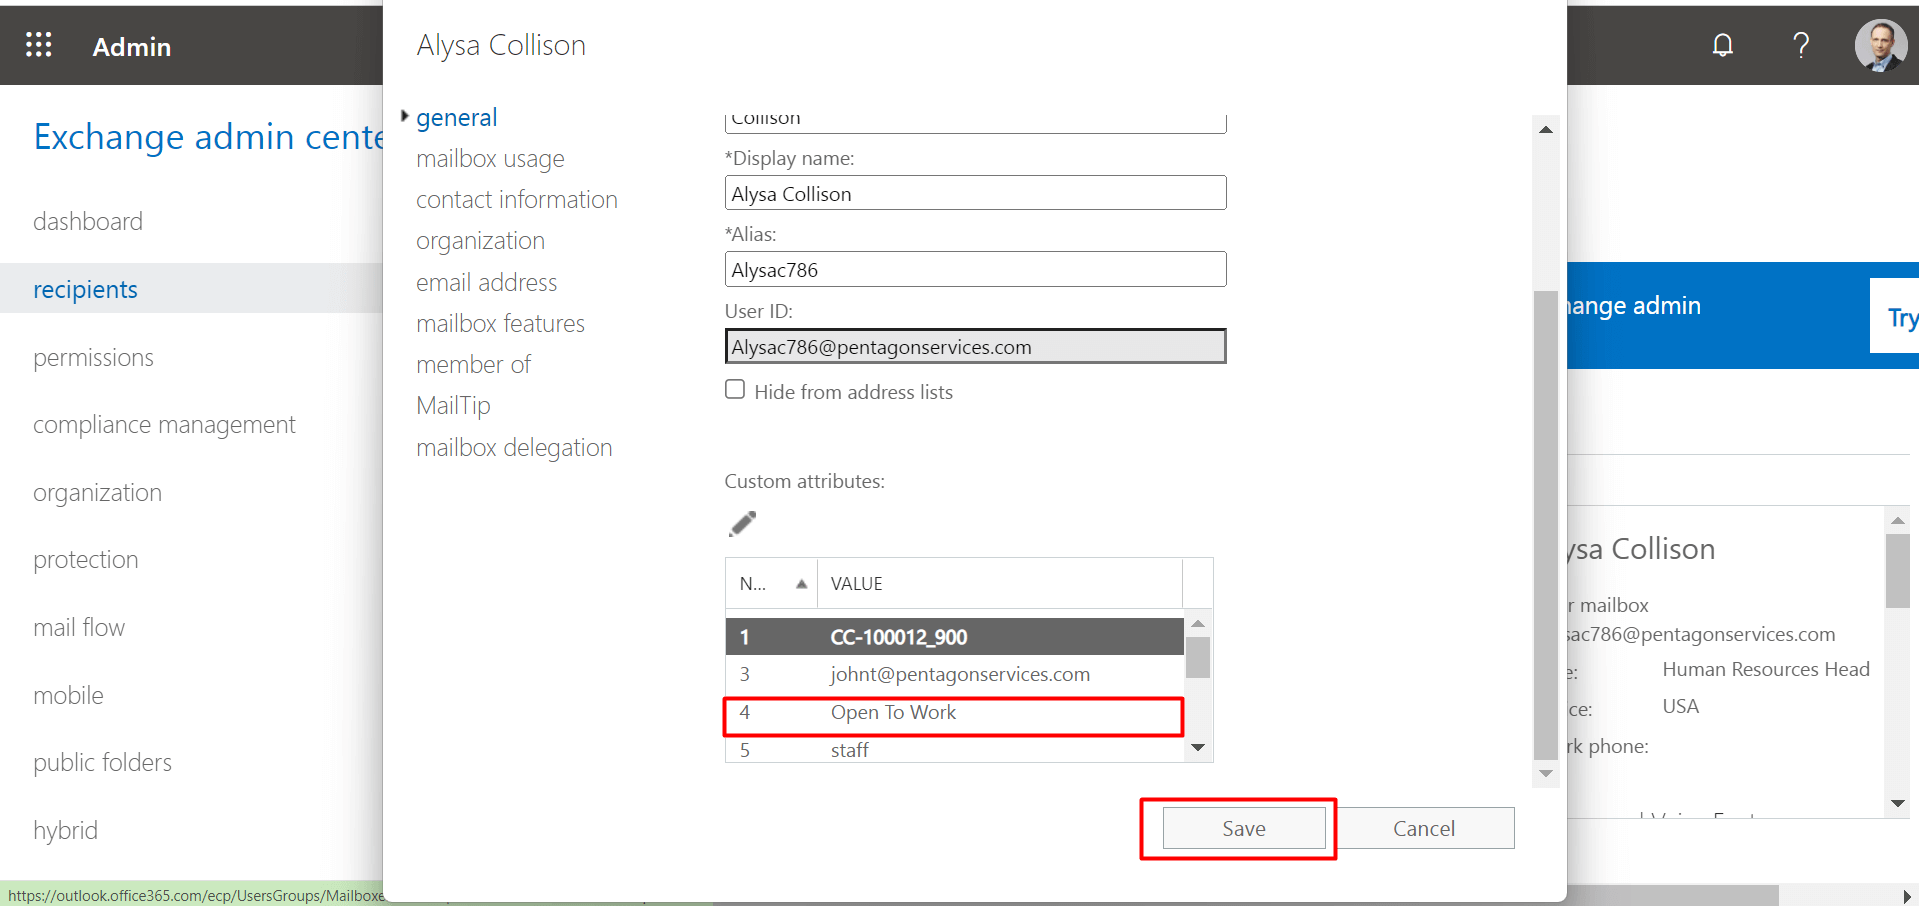 Admin
?
Exchange admin cente
dashboard
recipients
permissions
compliance management
organization
protection
mail flow
mobile
public folders
hybrid
https://outlook.office365.com/ecp/UsersGroups/Mailboxe
Alysa Collison
general
mailbox usage
contact information
organization
email address
mailbox features
member of
MailTip
mailbox delegation
Collison
*Display name:
Alysa Collison
*Alias:
Alysac786
User ID:
Alysac786@pentagonservices.com
Hide from address lists
Custom attributes:
N... VALUE
1 CC-100012_900
3 johnt@pentagonservices.com
4 Open To Work
5 staff
Save Cancel
hange admin
Try
ysa Collison
r mailbox
sac786@pentagonservices.com
e: Human Resources Head
ce: USA
rk phone: